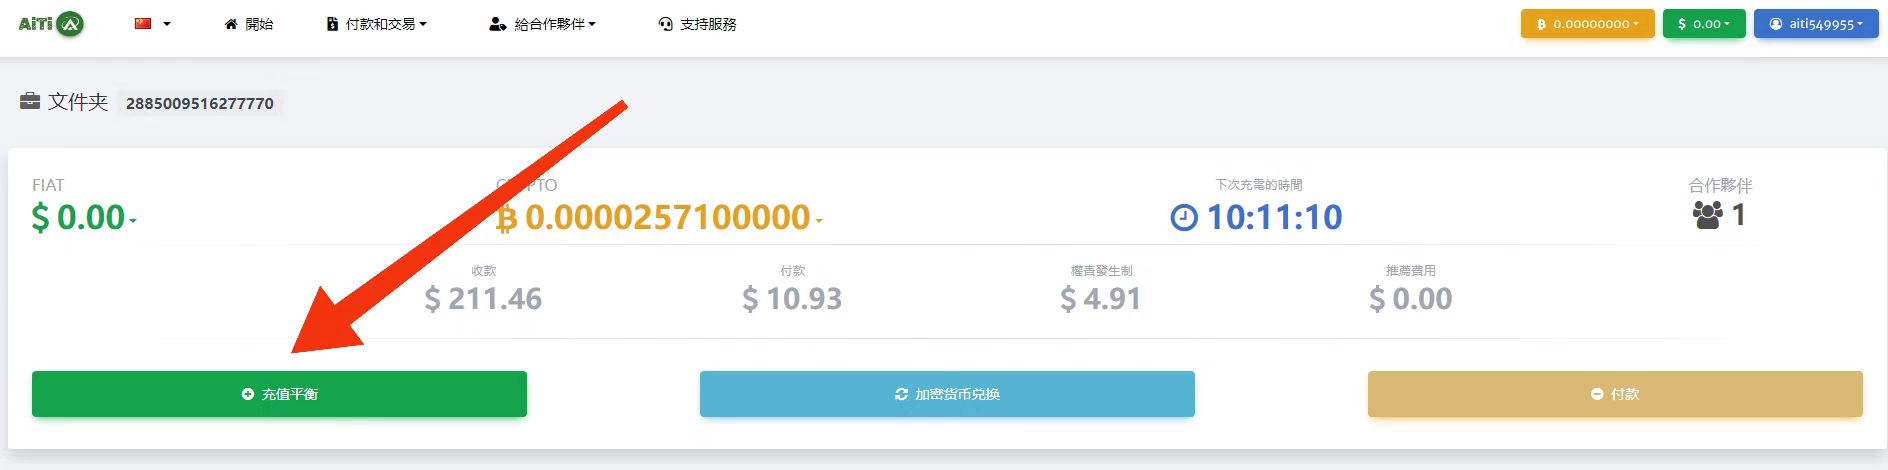 AiTi
開始
付款和交易
給合作夥伴
支持服務
0.00000000
$ 0.00
aiti549955
文件夹 2885009516277770
FIAT
$ 0.00
0.0000257100000
下次充電的時間
10:11:10
合作夥伴
1
收款
$ 211.46
付款
$ 10.93
權責發生制
$ 4.91
推薦費用
$ 0.00
充值平衡
加密货币兑换
付款